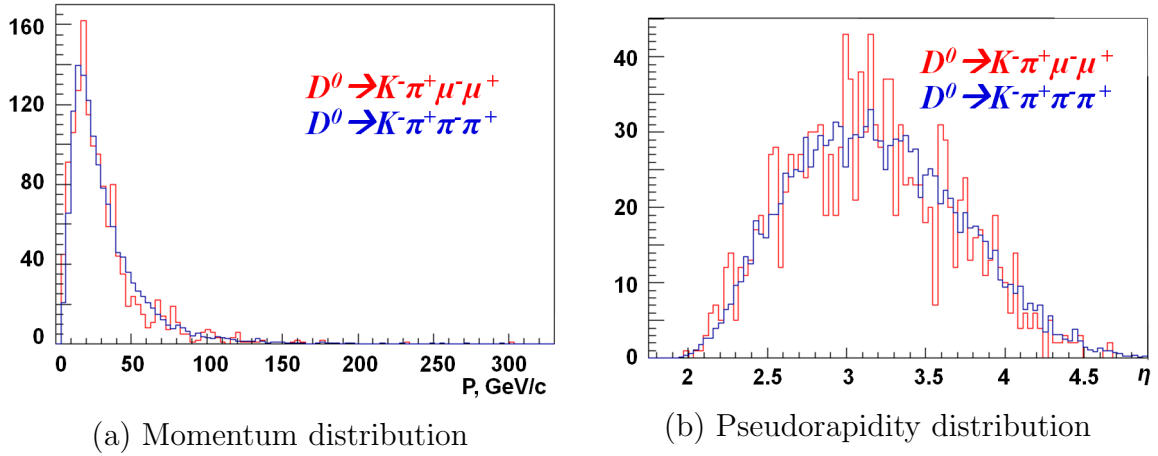 160
120
80
40
0
D⁰→K⁻π⁺μ⁻μ⁺
D⁰→K⁻π⁺π⁻π⁺
0 50 100 150 200 250 300
P, GeV/c
(a) Momentum distribution
40
30
20
10
0
D⁰→K⁻π⁺μ⁻μ⁺
D⁰→K⁻π⁺π⁻π⁺
2 2.5 3 3.5 4 4.5 η
(b) Pseudorapidity distribution